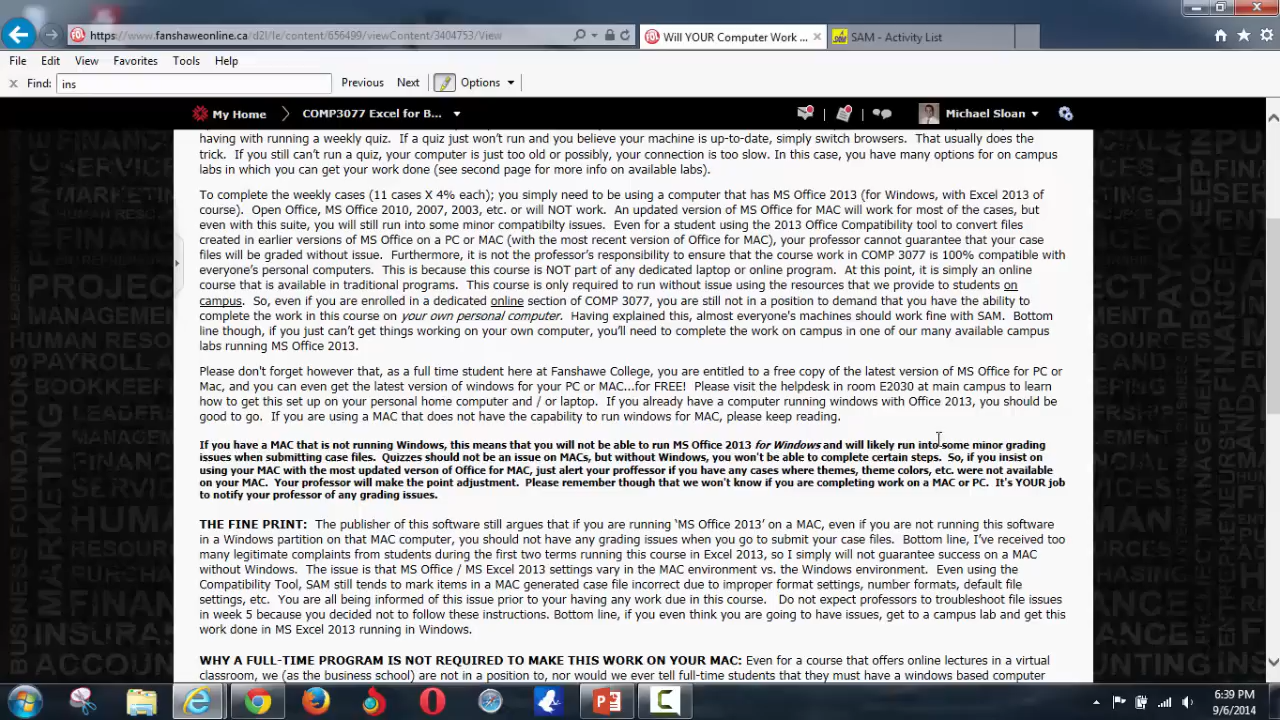 https://www.fanshaweonline.ca/d2l/le/content/656499/viewContent/3404753/View
Will YOUR Computer Work ...
SAM - Activity List
File Edit View Favorites Tools Help
Find: ins Previous Next Options
My Home COMP3077 Excel for B... Michael Sloan
having with running a weekly quiz. If a quiz just won't run and you believe your machine is up-to-date, simply switch browsers. That usually does the
trick. If you still can't run a quiz, your computer is just too old or possibly, your connection is too slow. In this case, you have many options for on campus
labs in which you can get your work done (see second page for more info on available labs).
To complete the weekly cases (11 cases X 4% each); you simply need to be using a computer that has MS Office 2013 (for Windows, with Excel 2013 of
course). Open Office, MS Office 2010, 2007, 2003, etc. or will NOT work. An updated version of MS Office for MAC will work for most of the cases, but
even with this suite, you will still run into some minor compatibilty issues. Even for a student using the 2013 Office Compatibility tool to convert files
created in earlier versions of MS Office on a PC or MAC (with the most recent version of Office for MAC), your professor cannot guarantee that your case
files will be graded without issue. Furthermore, it is not the professor's responsibility to ensure that the course work in COMP 3077 is 100% compatible with
everyone's personal computers. This is because this course is NOT part of any dedicated laptop or online program. At this point, it is simply an online
course that is available in traditional programs. This course is only required to run without issue using the resources that we provide to students on
campus. So, even if you are enrolled in a dedicated online section of COMP 3077, you are still not in a position to demand that you have the ability to
complete the work in this course on your own personal computer. Having explained this, almost everyone's machines should work fine with SAM. Bottom
line though, if you just can't get things working on your own computer, you'll need to complete the work on campus in one of our many available campus
labs running MS Office 2013.
Please don't forget however that, as a full time student here at Fanshawe College, you are entitled to a free copy of the latest version of MS Office for PC or
Mac, and you can even get the latest version of windows for your PC or MAC...for FREE! Please visit the helpdesk in room E2030 at main campus to learn
how to get this set up on your personal home computer and / or laptop. If you already have a computer running windows with Office 2013, you should be
good to go. If you are using a MAC that does not have the capability to run windows for MAC, please keep reading.
If you have a MAC that is not running Windows, this means that you will not be able to run MS Office 2013 for Windows and will likely run into some minor grading
issues when submitting case files. Quizzes should not be an issue on MACs, but without Windows, you won't be able to complete certain steps. So, if you insist on
using your MAC with the most updated verson of Office for MAC, just alert your professor if you have any cases where themes, theme colors, etc. were not available
on your MAC. Your professor will make the point adjustment. Please remember though that we won't know if you are completing work on a MAC or PC. It's YOUR job
to notify your professor of any grading issues.
THE FINE PRINT: The publisher of this software still argues that if you are running 'MS Office 2013' on a MAC, even if you are not running this software
in a Windows partition on that MAC computer, you should not have any grading issues when you go to submit your case files. Bottom line, I've received too
many legitimate complaints from students during the first two terms running this course in Excel 2013, so I simply will not guarantee success on a MAC
without Windows. The issue is that MS Office / MS Excel 2013 settings vary in the MAC environment vs. the Windows environment. Even using the
Compatibility Tool, SAM still tends to mark items in a MAC generated case file incorrect due to improper format settings, number formats, default file
settings, etc. You are all being informed of this issue prior to your having any work due in this course. Do not expect professors to troubleshoot file issues
in week 5 because you decided not to follow these instructions. Bottom line, if you even think you are going to have issues, get to a campus lab and get this
work done in MS Excel 2013 running in Windows.
WHY A FULL-TIME PROGRAM IS NOT REQUIRED TO MAKE THIS WORK ON YOUR MAC: Even for a course that offers online lectures in a virtual
classroom, we (as the business school) are not in a position to, nor would we ever tell full-time students that they must have a windows based computer
6:39 PM
9/6/2014